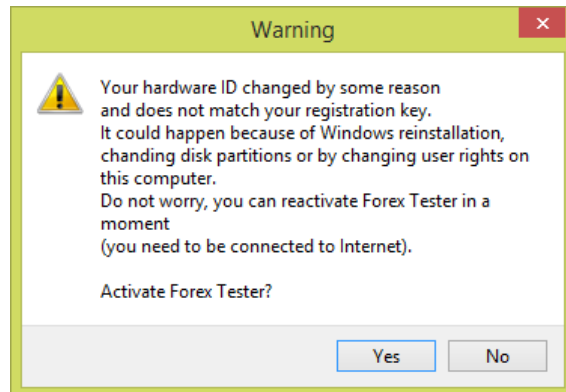 Warning
Your hardware ID changed by some reason
and does not match your registration key.
It could happen because of Windows reinstallation,
chanding disk partitions or by changing user rights on
this computer.
Do not worry, you can reactivate Forex Tester in a
moment
(you need to be connected to Internet).
Activate Forex Tester?
Yes No